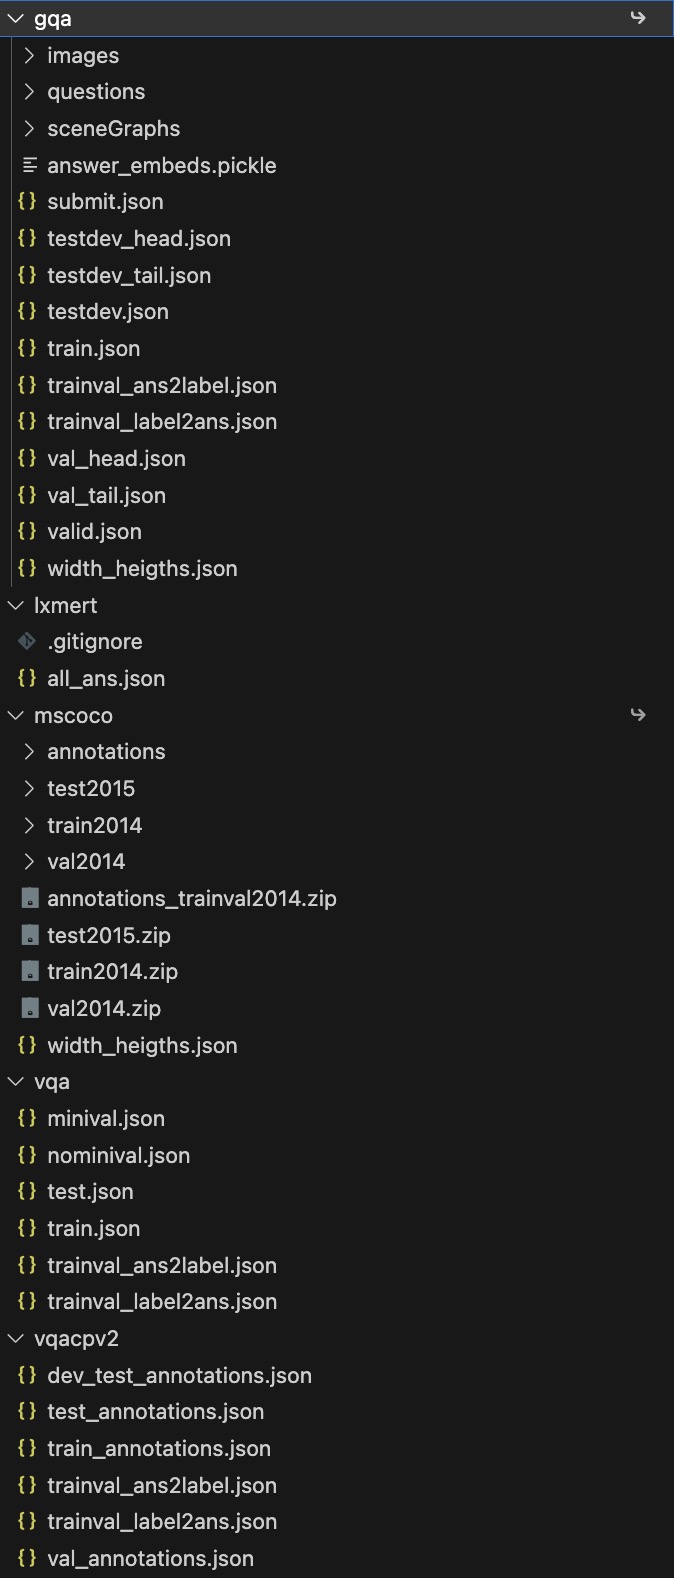 gqa
images
questions
sceneGraphs
answer_embeds.pickle
submit.json
testdev_head.json
testdev_tail.json
testdev.json
train.json
trainval_ans2label.json
trainval_label2ans.json
val_head.json
val_tail.json
valid.json
width_heigths.json
lxmert
.gitignore
all_ans.json
mscoco
annotations
test2015
train2014
val2014
annotations_trainval2014.zip
test2015.zip
train2014.zip
val2014.zip
width_heigths.json
vqa
minival.json
nominival.json
test.json
train.json
trainval_ans2label.json
trainval_label2ans.json
vqacpv2
dev_test_annotations.json
test_annotations.json
train_annotations.json
trainval_ans2label.json
trainval_label2ans.json
val_annotations.json